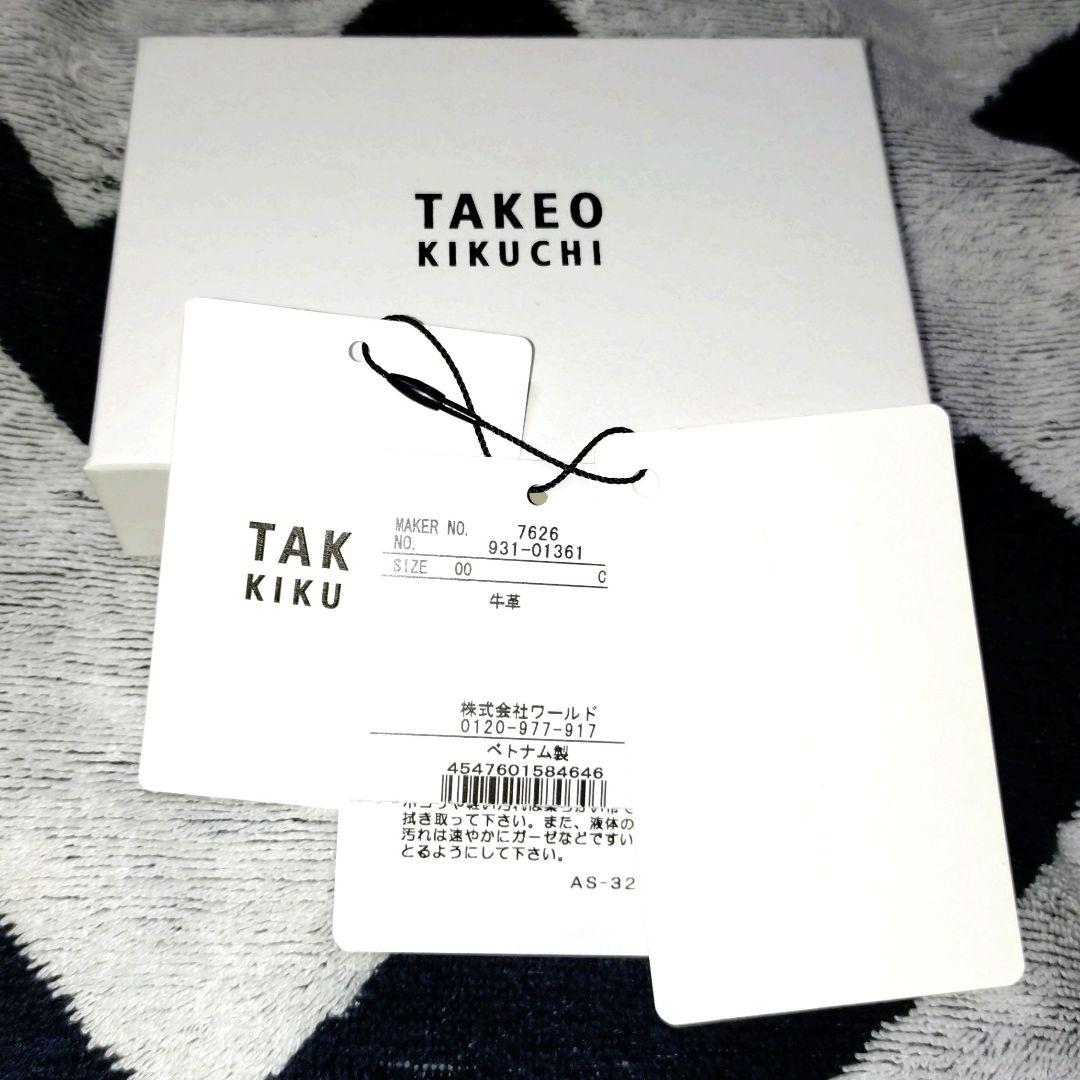 TAKEO
KIKUCHI
TAK
KIKU
MAKER NO. 7626
NO. 931-01361
SIZE 00 C
牛革
株式会社ワールド
0120-977-917
ベトナム製
4547601584646
拭き取って下さい。また、液体の
汚れは速やかにガーゼなどですい
とるようにして下さい。
AS-32